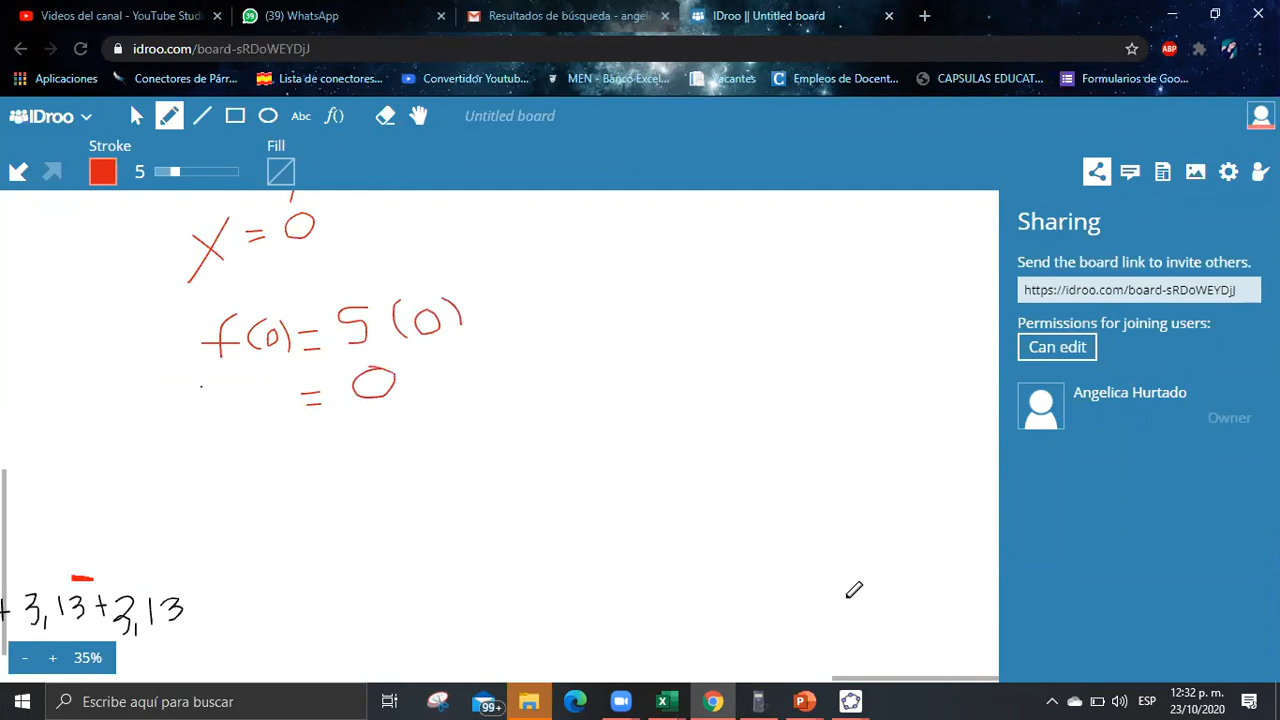 Videos del canal - YouTube Stud
(39) WhatsApp
Resultados de búsqueda - angeli
IDroo || Untitled board
idroo.com/board-sRDoWEYDjJ
ABP
Aplicaciones
Conectores de Párr...
Lista de conectores...
Convertidor Youtub...
MEN - Banco Excel...
Vacantes
Empleos de Docent...
CAPSULAS EDUCAT...
Formularios de Goo...
IDroo
Abc
f()
Untitled board
Stroke
5
Fill
X = 0
f(0) = 5 (0)
= 0
+ 3,13 + 3,13
- + 35%
Sharing
Send the board link to invite others.
https://idroo.com/board-sRDoWEYDjJ
Permissions for joining users:
Can edit
Angelica Hurtado
Owner
Escribe aquí para buscar
99+
ESP
12:32 p. m.
23/10/2020